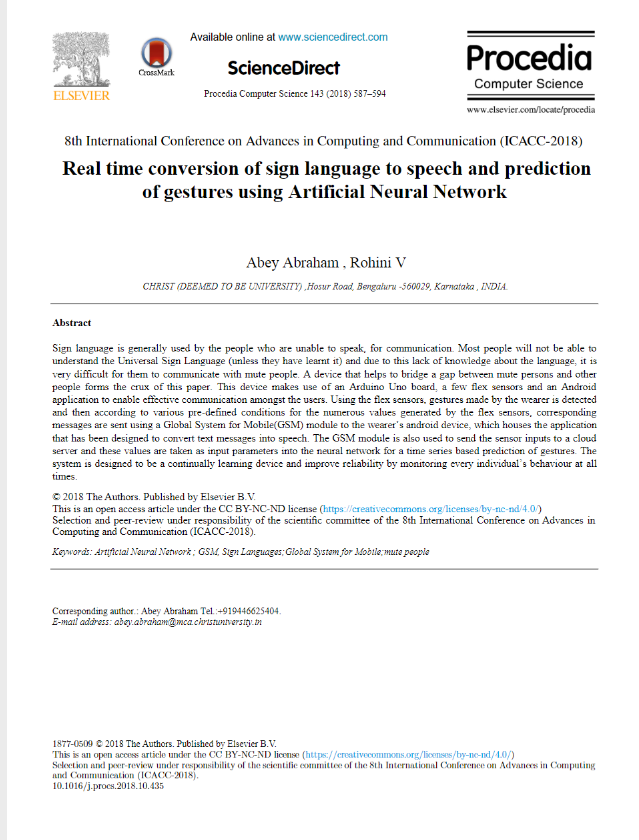 Available online at www.sciencedirect.com
CrossMark
ScienceDirect
ELSEVIER
Procedia Computer Science 143 (2018) 587–594
Procedia
Computer Science
www.elsevier.com/locate/procedia
8th International Conference on Advances in Computing and Communication (ICACC-2018)
Real time conversion of sign language to speech and prediction
of gestures using Artificial Neural Network
Abey Abraham , Rohini V
CHRIST (DEEMED TO BE UNIVERSITY) ,Hosur Road, Bengaluru -560029, Karnataka , INDIA.
Abstract
Sign language is generally used by the people who are unable to speak, for communication. Most people will not be able to
understand the Universal Sign Language (unless they have learnt it) and due to this lack of knowledge about the language, it is
very difficult for them to communicate with mute people. A device that helps to bridge a gap between mute persons and other
people forms the crux of this paper. This device makes use of an Arduino Uno board, a few flex sensors and an Android
application to enable effective communication amongst the users. Using the flex sensors, gestures made by the wearer is detected
and then according to various pre-defined conditions for the numerous values generated by the flex sensors, corresponding
messages are sent using a Global System for Mobile(GSM) module to the wearer's android device, which houses the application
that has been designed to convert text messages into speech. The GSM module is also used to send the sensor inputs to a cloud
server and these values are taken as input parameters into the neural network for a time series based prediction of gestures. The
system is designed to be a continually learning device and improve reliability by monitoring every individual's behaviour at all
times.
© 2018 The Authors. Published by Elsevier B.V.
This is an open access article under the CC BY-NC-ND license (https://creativecommons.org/licenses/by-nc-nd/4.0/)
Selection and peer-review under responsibility of the scientific committee of the 8th International Conference on Advances in
Computing and Communication (ICACC-2018).
Keywords: Artificial Neural Network ; GSM, Sign Languages; Global System for Mobile; mute people
Corresponding author.: Abey Abraham Tel.:+919446625404.
E-mail address: abey.abraham@mca.christuniversity.in
1877-0509 © 2018 The Authors. Published by Elsevier B.V.
This is an open access article under the CC BY-NC-ND license (https://creativecommons.org/licenses/by-nc-nd/4.0/)
Selection and peer-review under responsibility of the scientific committee of the 8th International Conference on Advances in Computing
and Communication (ICACC-2018).
10.1016/j.procs.2018.10.435